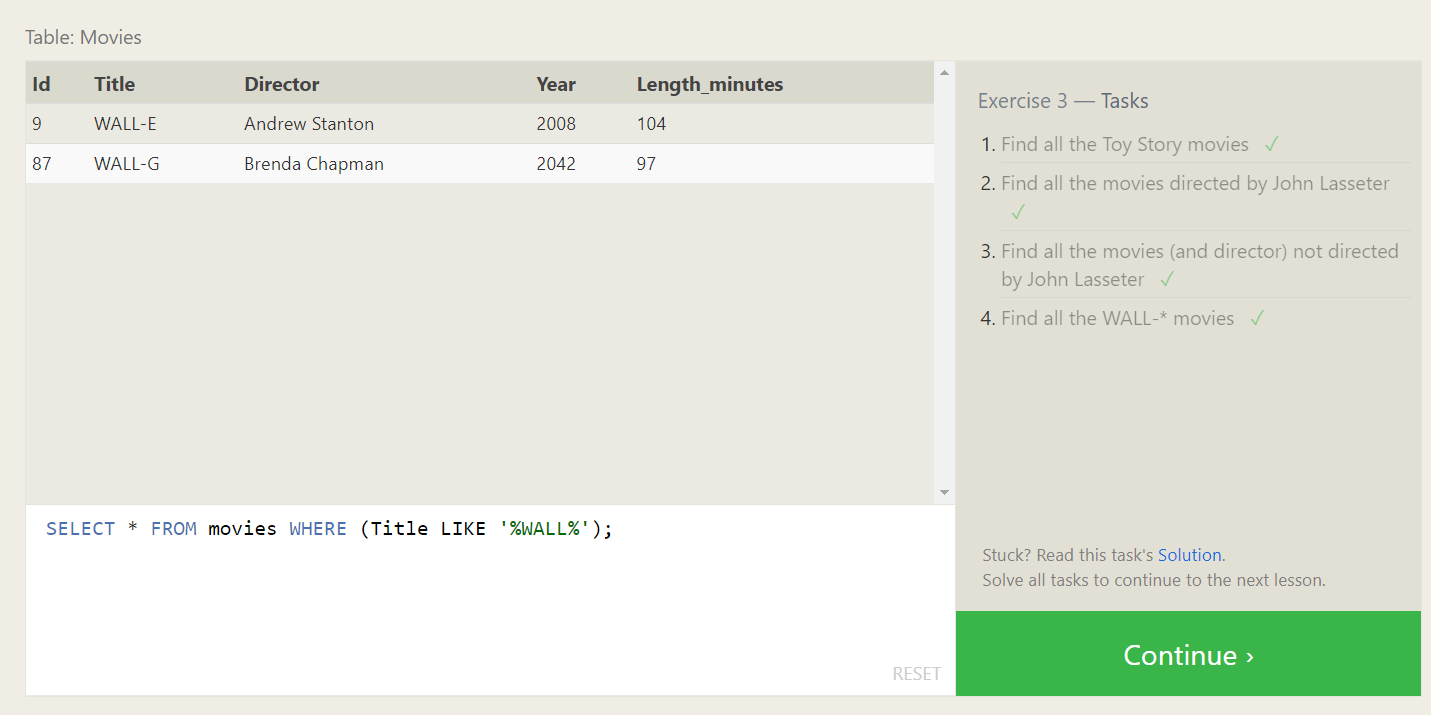 Table: Movies
Id Title Director Year Length_minutes
9 WALL-E Andrew Stanton 2008 104
87 WALL-G Brenda Chapman 2042 97
SELECT * FROM movies WHERE (Title LIKE '%WALL%');
RESET
Exercise 3 — Tasks
1. Find all the Toy Story movies ✓
2. Find all the movies directed by John Lasseter
✓
3. Find all the movies (and director) not directed
by John Lasseter ✓
4. Find all the WALL-* movies ✓
Stuck? Read this task's Solution.
Solve all tasks to continue to the next lesson.
Continue ›